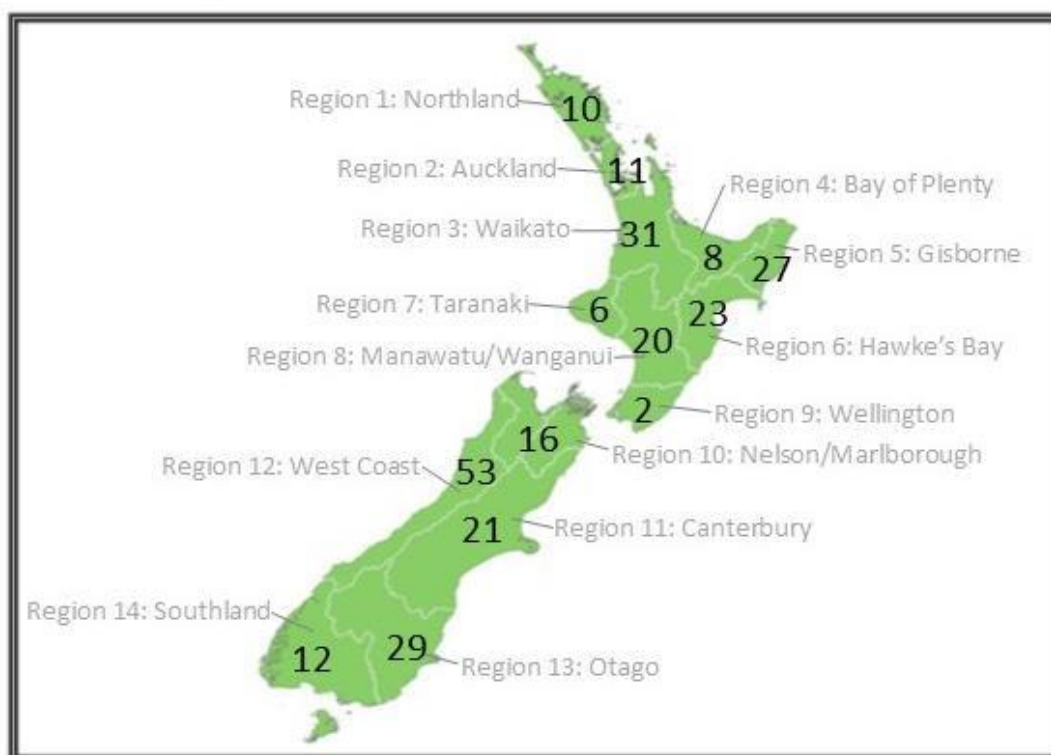 Region 1: Northland
10
Region 2: Auckland
11
Region 4: Bay of Plenty
Region 3: Waikato
31
8
Region 5: Gisborne
27
Region 7: Taranaki
6
23
20
Region 6: Hawke's Bay
Region 8: Manawatu/Wanganui
2
Region 9: Wellington
16
Region 10: Nelson/Marlborough
Region 12: West Coast
53
21
Region 11: Canterbury
Region 14: Southland
12
29
Region 13: Otago